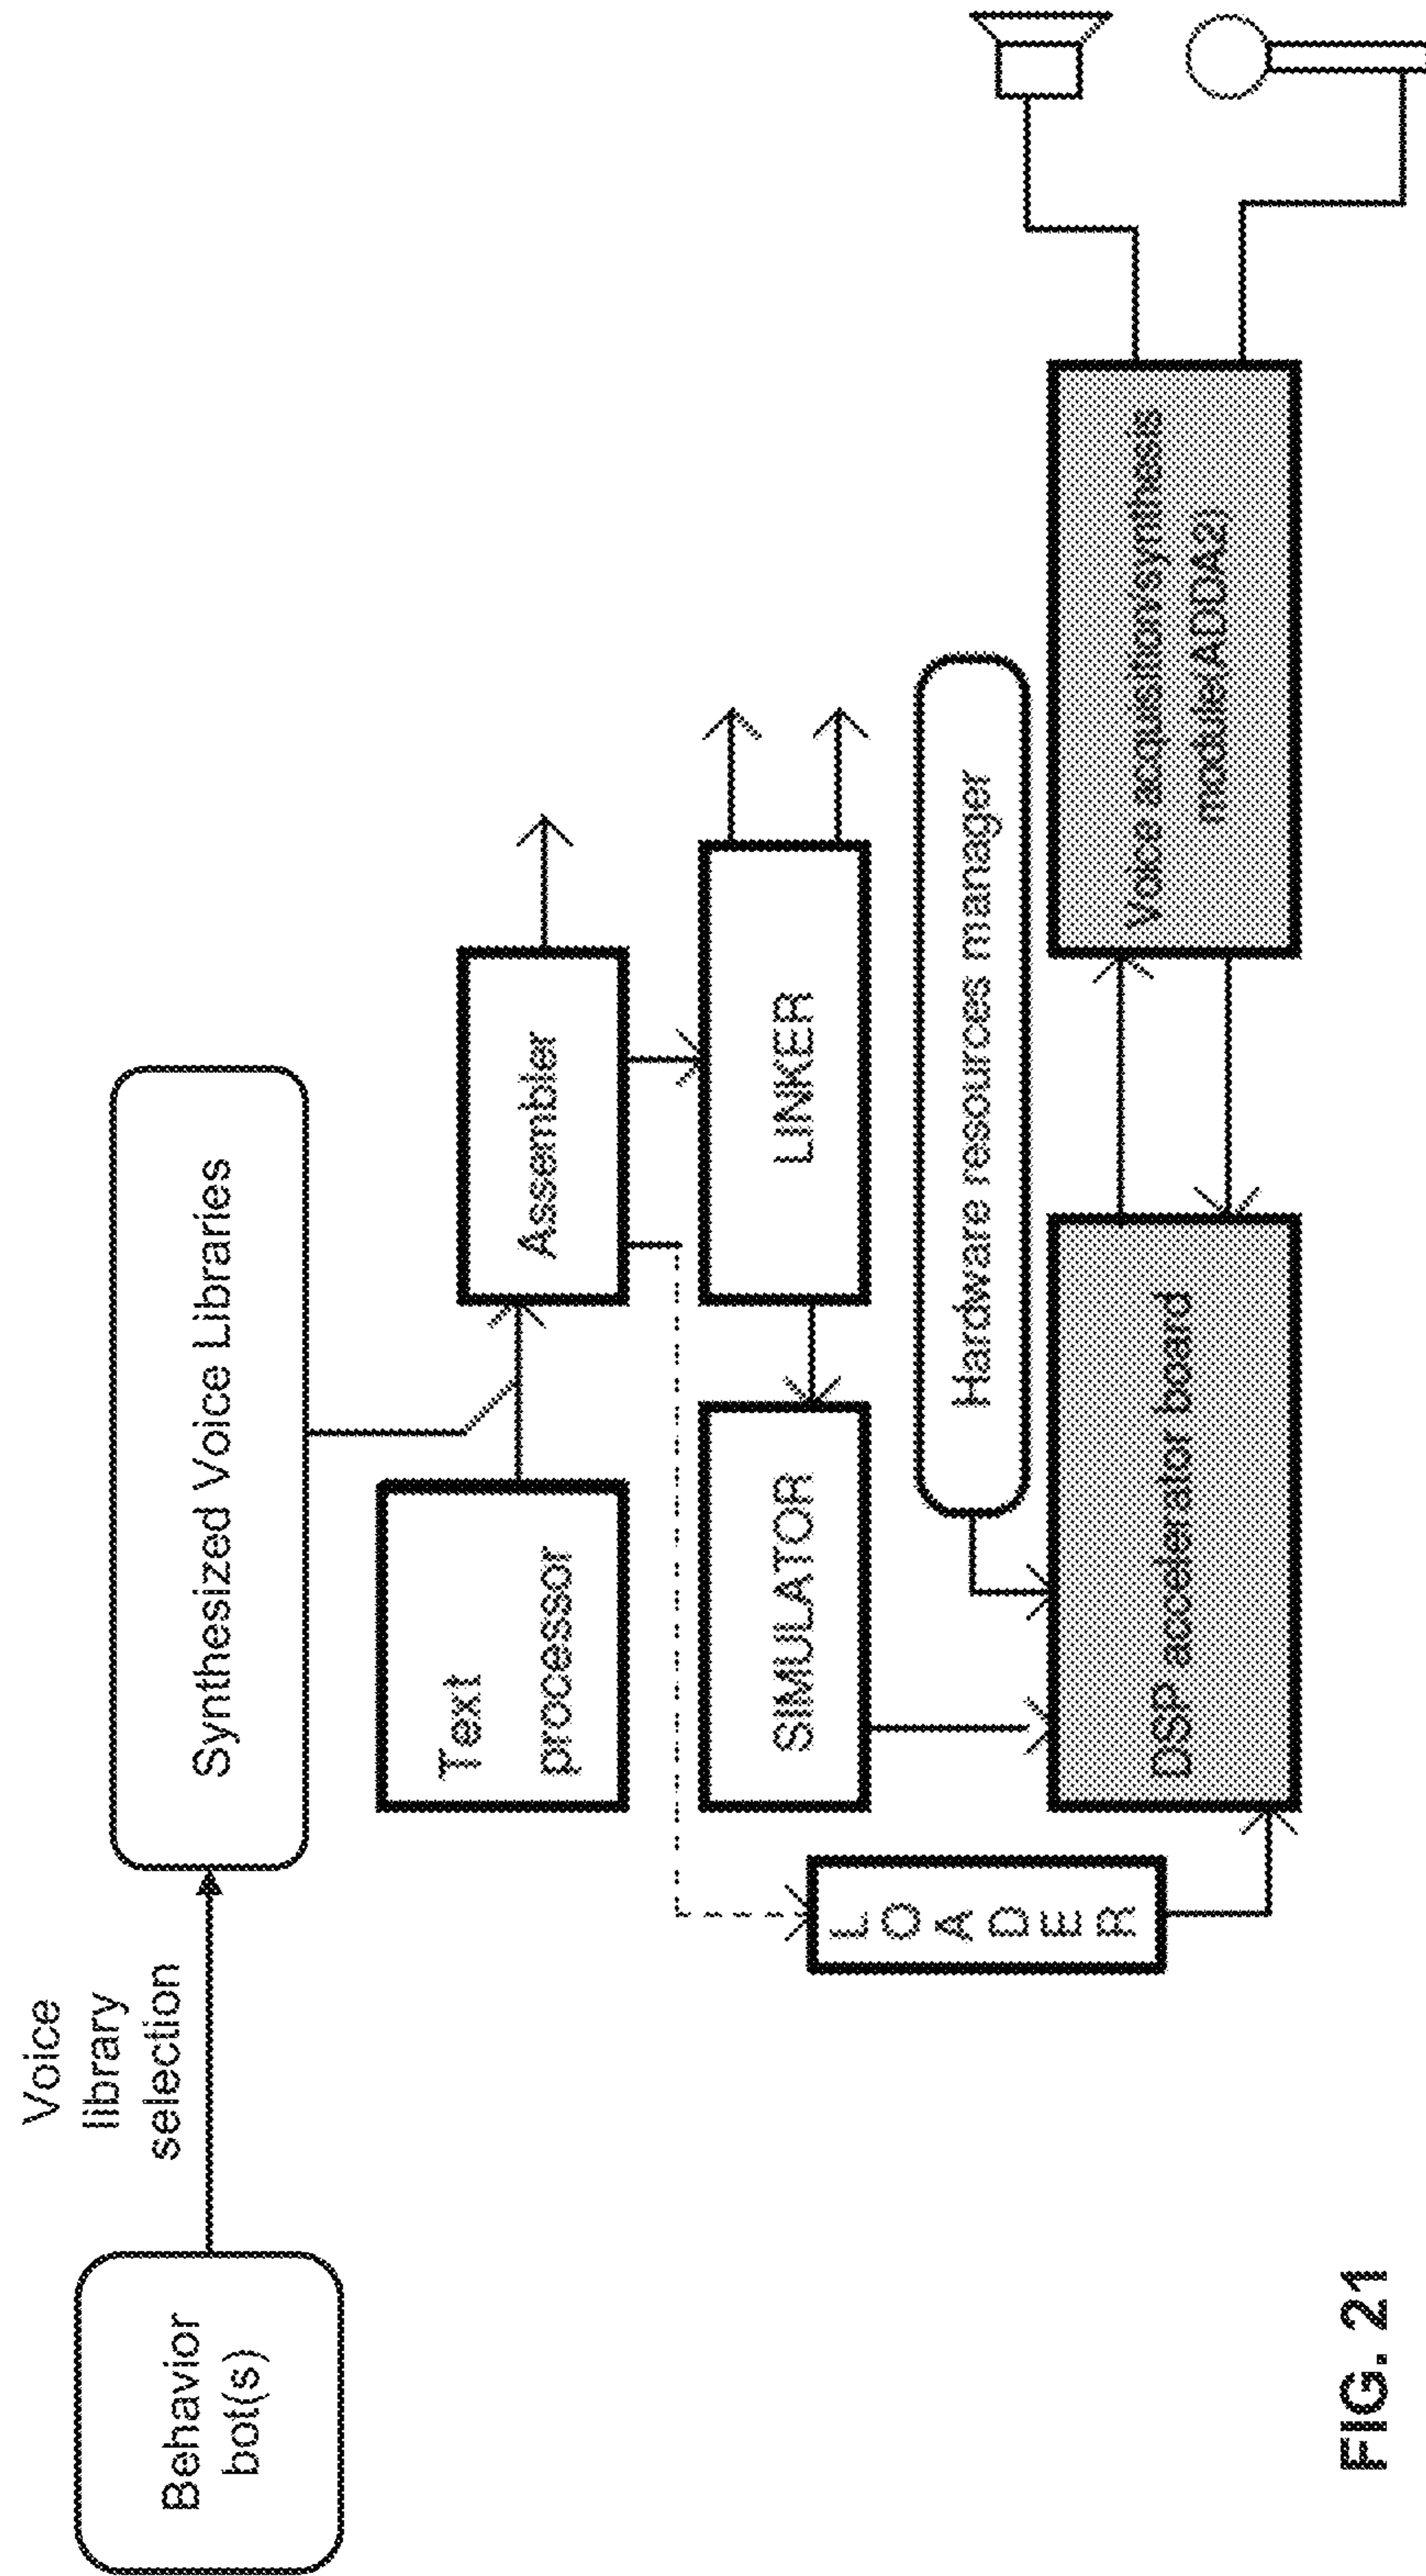 Behavior
bot(s)
Voice
library
selection
Synthesized Voice Libraries
Text
processor
Assembler
SIMULATOR
LINKER
LOADER
Hardware resources manager
DSP accelerator board
Voice acquisition/synthesis
module(ADDA2)
FIG. 21